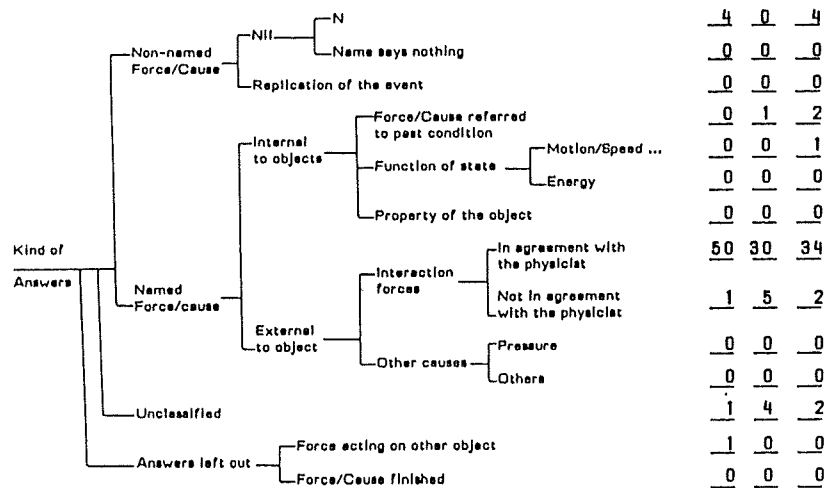 N 4 0 4
Nil
Non-named
Force/Cause
Name says nothing 0 0 0
Replication of the event 0 0 0
Force/Cause referred
to past condition 0 1 2
Internal
to objects
Function of state
Motion/Speed ... 0 0 1
Energy 0 0 0
Property of the object 0 0 0
Kind of
Answers
Named
Force/cause
In agreement with
the physicist 50 30 34
Interaction
forces
Not in agreement
with the physicist 1 5 2
External
to object
Pressure 0 0 0
Other causes
Others 0 0 0
Unclassified 1 4 2
Force acting on other object 1 0 0
Answers left out
Force/Cause finished 0 0 0